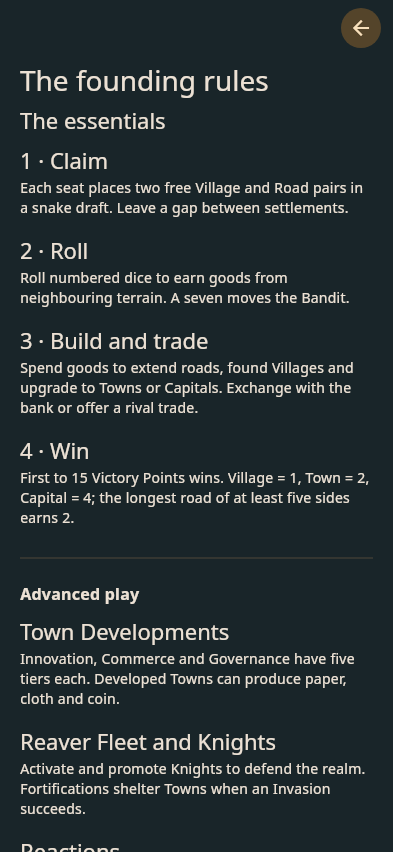 The founding rules
The essentials
1 · Claim
Each seat places two free Village and Road pairs in
a snake draft. Leave a gap between settlements.
2 · Roll
Roll numbered dice to earn goods from
neighbouring terrain. A seven moves the Bandit.
3 · Build and trade
Spend goods to extend roads, found Villages and
upgrade to Towns or Capitals. Exchange with the
bank or offer a rival trade.
4 · Win
First to 15 Victory Points wins. Village = 1, Town = 2,
Capital = 4; the longest road of at least five sides
earns 2.
Advanced play
Town Developments
Innovation, Commerce and Governance have five
tiers each. Developed Towns can produce paper,
cloth and coin.
Reaver Fleet and Knights
Activate and promote Knights to defend the realm.
Fortifications shelter Towns when an Invasion
succeeds.
Reactions